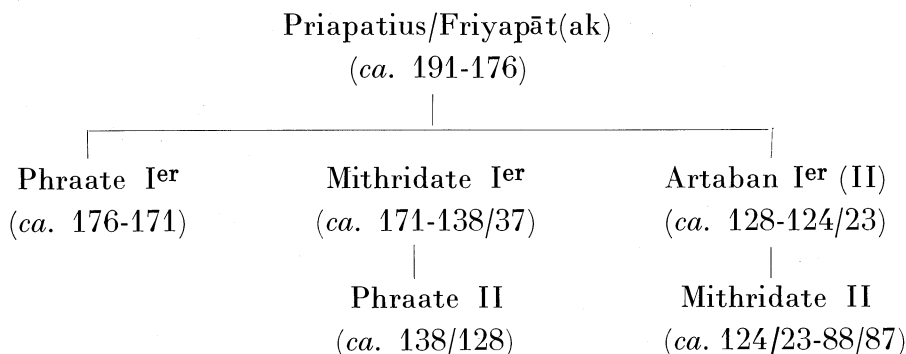 Priapatius/Friyapāt(ak)
(ca. 191-176)
Phraate Ier Mithridate Ier Artaban Ier (II)
(ca. 176-171) (ca. 171-138/37) (ca. 128-124/23)
Phraate II Mithridate II
(ca. 138/128) (ca. 124/23-88/87)